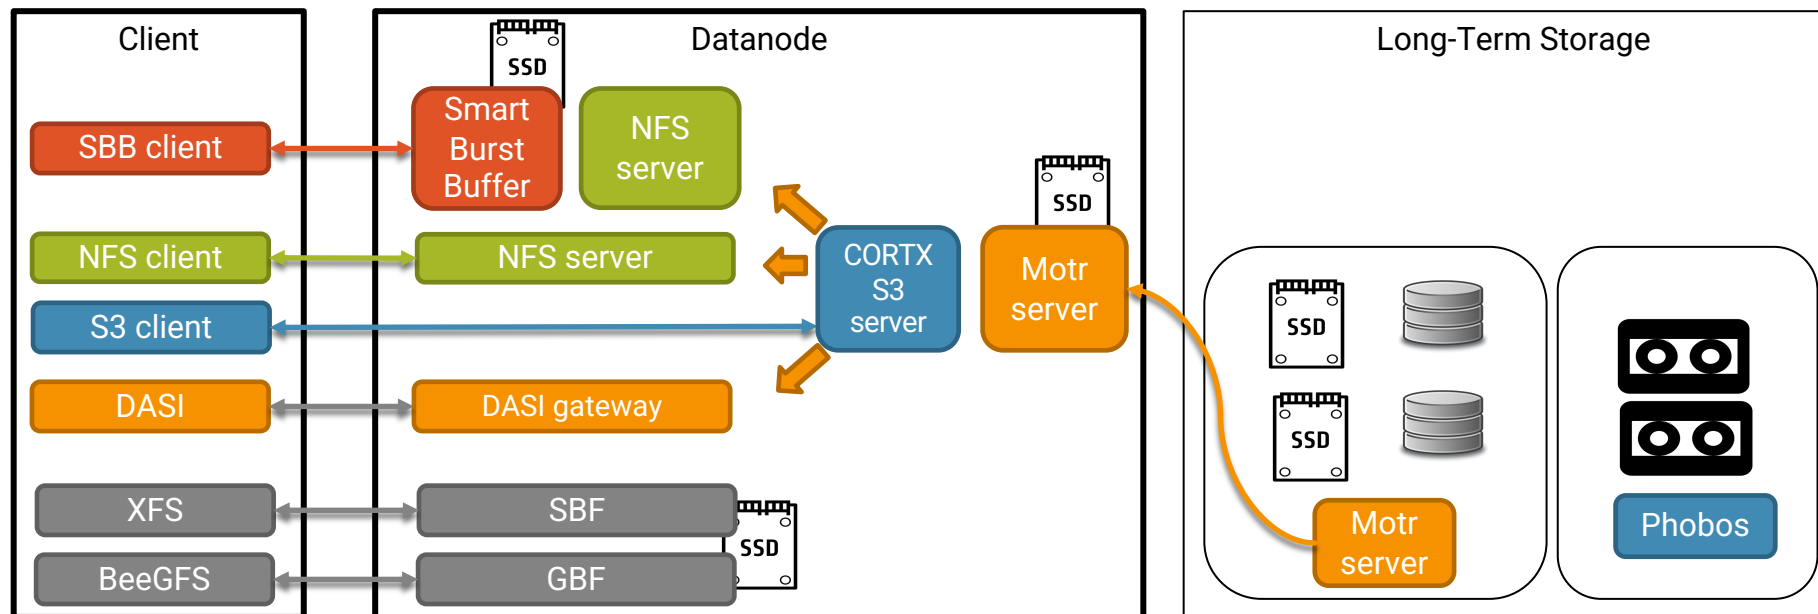 Client
Datanode
Long-Term Storage
SSD
Smart
Burst
Buffer
NFS
server
SBB client
SSD
NFS client
NFS server
CORTX
S3
server
Motr
server
S3 client
SSD
DASI
DASI gateway
SSD
XFS
SBF
SSD
BeeGFS
GBF
Motr
server
Phobos